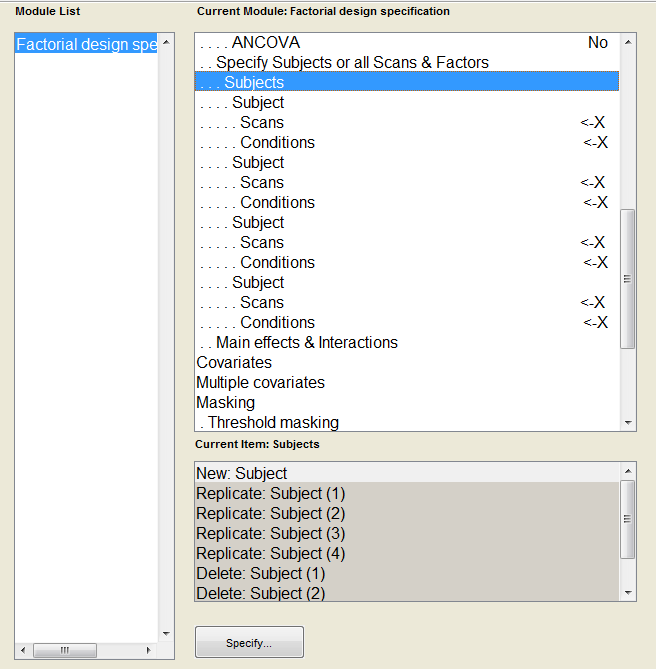 Module List
Current Module: Factorial design specification
Factorial design spe
. . . . ANCOVA No
. . Specify Subjects or all Scans & Factors
. . . Subjects
. . . . Subject
. . . . . Scans <-X
. . . . . Conditions <-X
. . . . Subject
. . . . . Scans <-X
. . . . . Conditions <-X
. . . . Subject
. . . . . Scans <-X
. . . . . Conditions <-X
. . . . Subject
. . . . . Scans <-X
. . . . . Conditions <-X
. . Main effects & Interactions
Covariates
Multiple covariates
Masking
. Threshold masking
Current Item: Subjects
New: Subject
Replicate: Subject (1)
Replicate: Subject (2)
Replicate: Subject (3)
Replicate: Subject (4)
Delete: Subject (1)
Delete: Subject (2)
Specify...